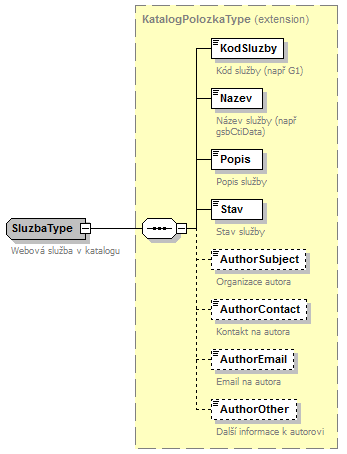 KatalogPolozkaType (extension)
KodSluzby
Kód služby (např G1)
Nazev
Název služby (např
gsbCtiData)
Popis
Popis služby
Stav
Stav služby
SluzbaType
Webová služba v katalogu
AuthorSubject
Organizace autora
AuthorContact
Kontakt na autora
AuthorEmail
Email na autora
AuthorOther
Další informace k autorovi